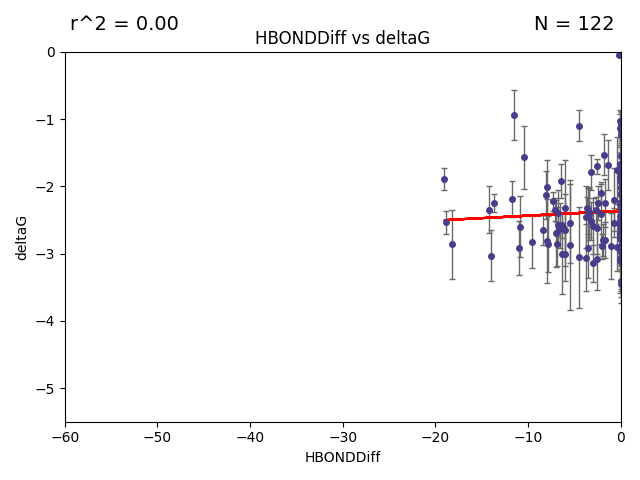 r^2 = 0.00
N = 122
HBONDDiff vs deltaG
0
−1
−2
−3
−4
−5
deltaG
−60 −50 −40 −30 −20 −10 0
HBONDDiff